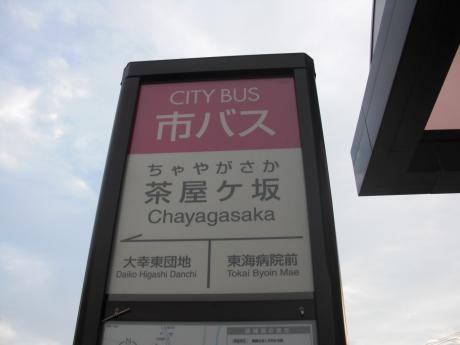 CITY BUS
市バス
ちゃやがさか
茶屋ケ坂
Chayagasaka
大幸東団地
Daiko Higashi Danchi
東海病院前
Tokai Byoin Mae